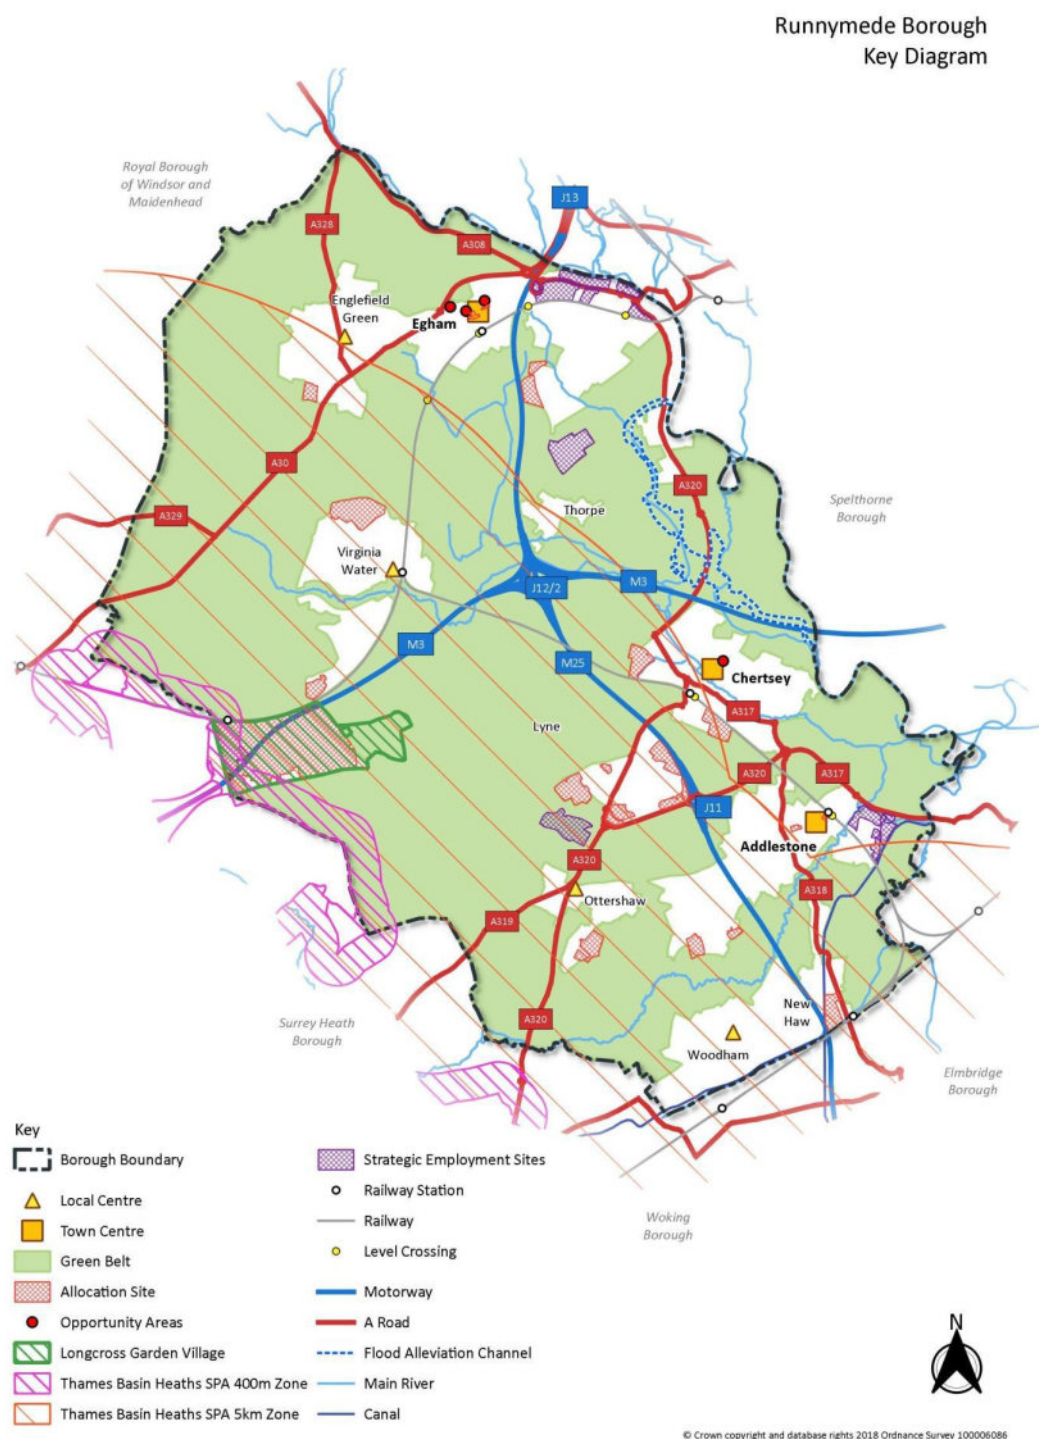 Runnymede Borough
Key Diagram
Royal Borough
of Windsor and
Maidenhead
J13
A328
A308
Englefield
Green
Egham
A30
A320
A329
Spelthorne
Borough
Thorpe
Virginia
Water
J12/2
M3
M3
M25
Chertsey
A317
Lyne
A320
A317
J11
Addlestone
A320
A318
Ottershaw
A319
A320
New
Haw
Surrey Heath
Borough
Woodham
Elmbridge
Borough
Woking
Borough
Key
Borough Boundary
Local Centre
Town Centre
Green Belt
Allocation Site
Opportunity Areas
Longcross Garden Village
Thames Basin Heaths SPA 400m Zone
Thames Basin Heaths SPA 5km Zone
Strategic Employment Sites
Railway Station
Railway
Level Crossing
Motorway
A Road
Flood Alleviation Channel
Main River
Canal
N
© Crown copyright and database rights 2018 Ordnance Survey 100006086